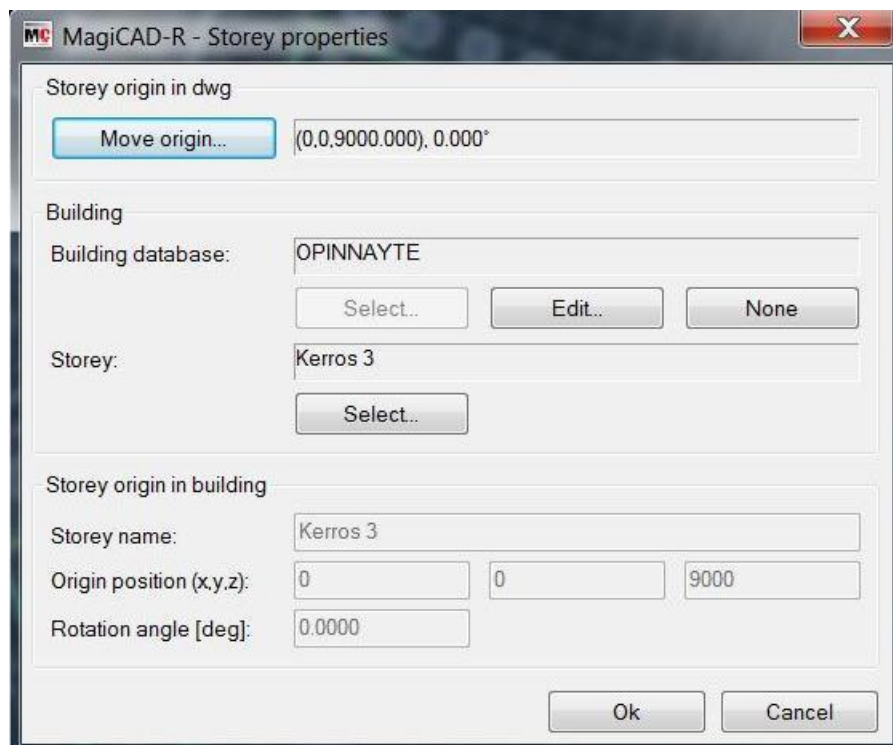 MC MagiCAD-R - Storey properties
Storey origin in dwg
Move origin... (0,0,9000.000), 0.000°
Building
Building database: OPINNAYTE
Select... Edit... None
Storey: Kerros 3
Select...
Storey origin in building
Storey name: Kerros 3
Origin position (x,y,z): 0 0 9000
Rotation angle [deg]: 0.0000
Ok Cancel